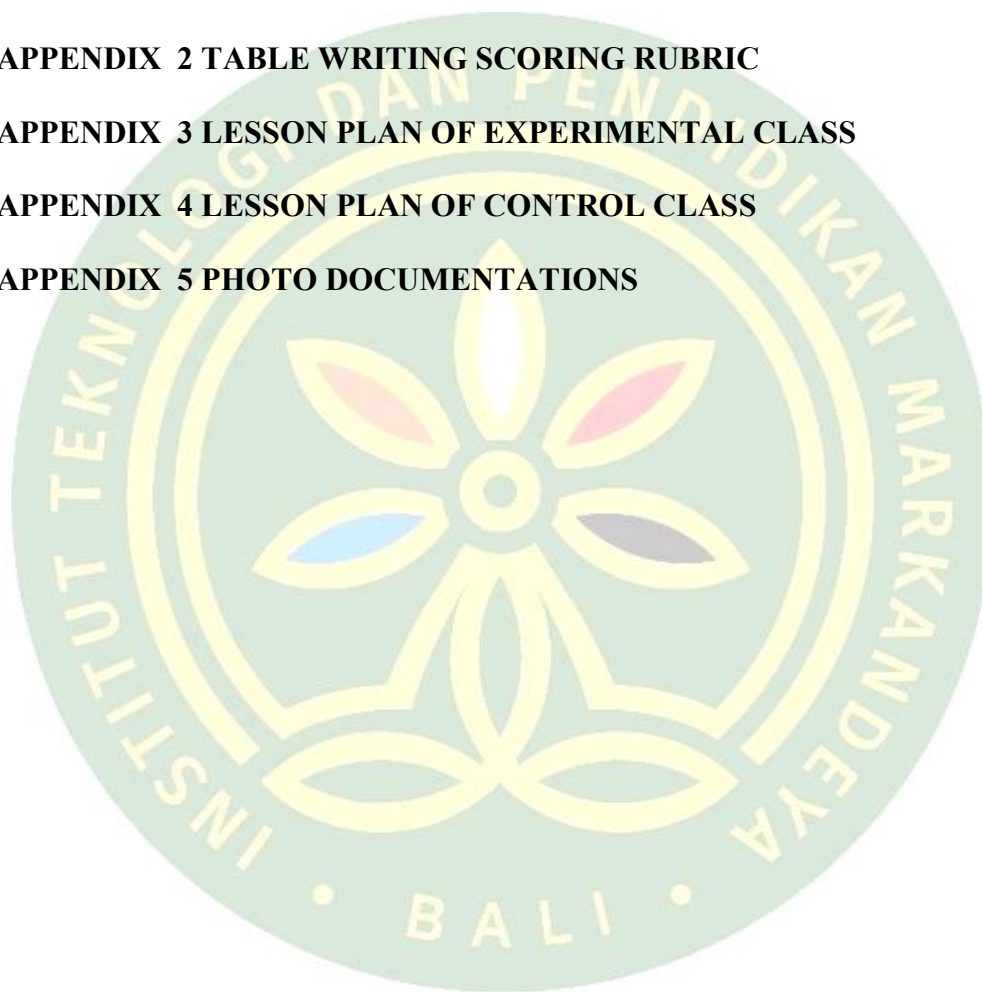 APPENDIX 2 TABLE WRITING SCORING RUBRIC
APPENDIX 3 LESSON PLAN OF EXPERIMENTAL CLASS
APPENDIX 4 LESSON PLAN OF CONTROL CLASS
APPENDIX 5 PHOTO DOCUMENTATIONS
INSTITUT TEKNOLOGI DAN PENDIDIKAN MARKANDEYA
• BALI •